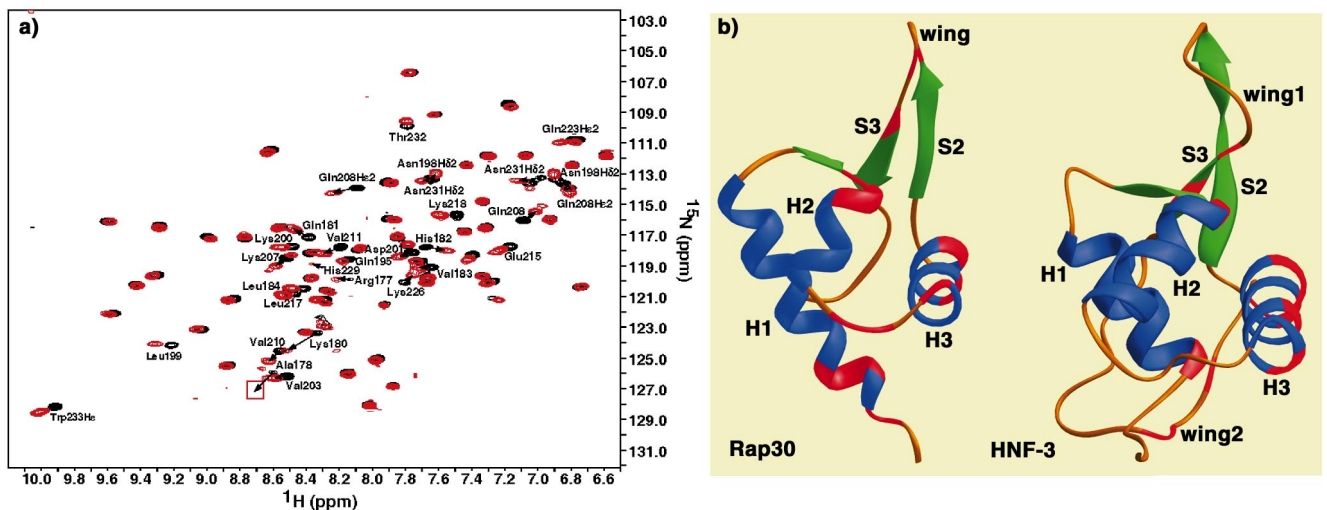 a)
103.0
105.0
107.0
109.0
111.0
113.0
115.0
117.0
119.0
121.0
123.0
125.0
127.0
129.0
131.0
15N (ppm)
Thr232
Gln223Hε2
Asn198Hδ2
Asn231Hδ2
Asn198Hδ2
Gln208Hε2
Asn231Hδ2
Lys218
Gln208
Gln208Hε2
Gln181
Lys200
Val211
His182
Asp201
Glu215
Lys207
Gln195
His229
Val183
Leu184
Arg177
Lys226
Leu217
Leu199
Val210
Lys180
Ala178
Val203
Trp233Hε
10.0 9.6 9.2 9.0 8.8 8.6 8.4 8.2 8.0 7.8 7.6 7.4 7.2 7.0 6.8 6.6
1H (ppm)
b)
wing
S3
S2
H2
H1
H3
Rap30
wing1
S3
S2
H1
H2
H3
wing2
HNF-3